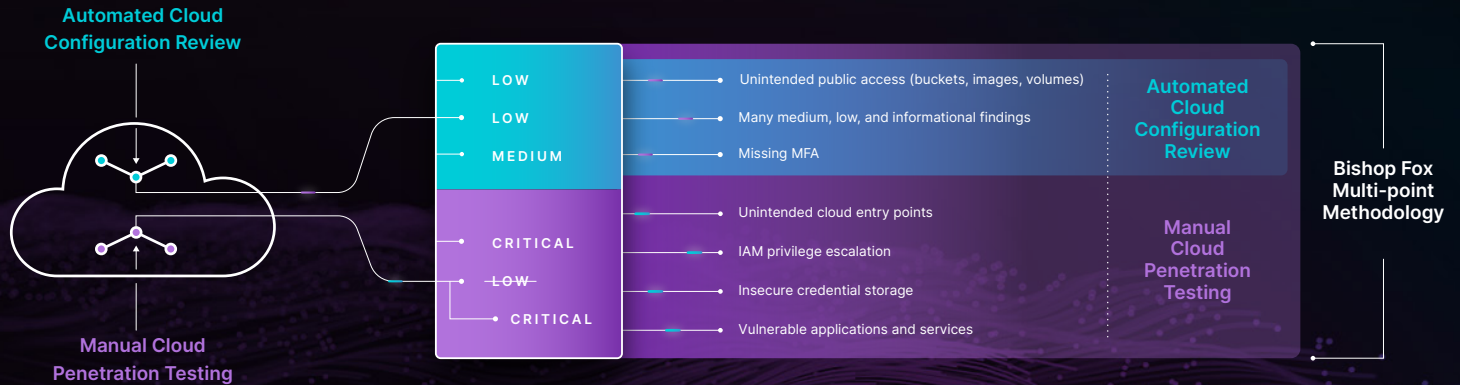 Automated Cloud
Configuration Review
Manual Cloud
Penetration Testing
LOW
LOW
MEDIUM
CRITICAL
LOW
CRITICAL
Unintended public access (buckets, images, volumes)
Many medium, low, and informational findings
Missing MFA
Unintended cloud entry points
IAM privilege escalation
Insecure credential storage
Vulnerable applications and services
Automated
Cloud
Configuration
Review
Manual
Cloud
Penetration
Testing
Bishop Fox
Multi-point
Methodology